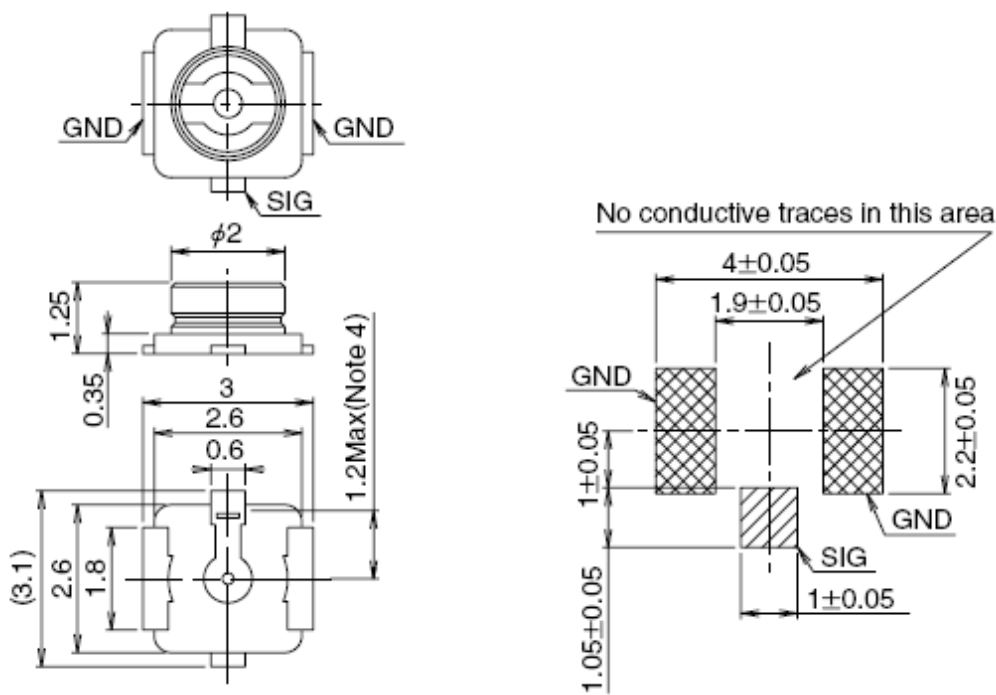 GND
GND
SIG
ϕ2
1.25
0.35
3
2.6
0.6
1.2Max(Note 4)
(3.1)
2.6
1.8
No conductive traces in this area
4±0.05
1.9±0.05
GND
2.2±0.05
1±0.05
GND
SIG
1±0.05
1.05±0.05